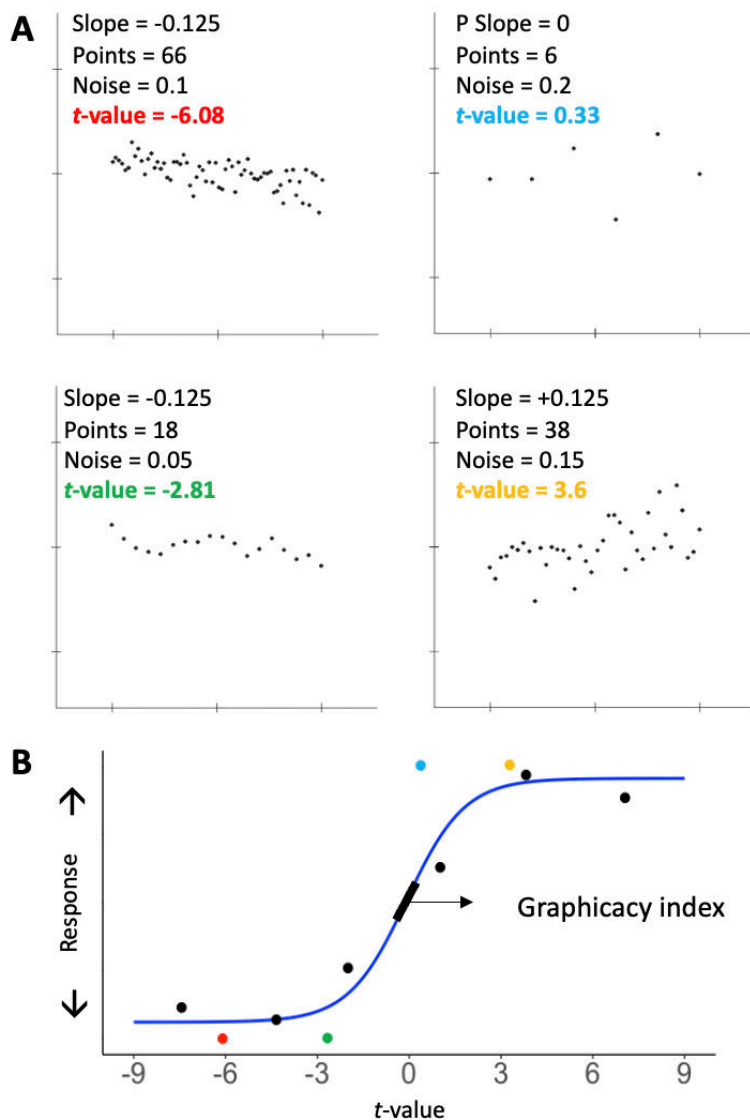 A
Slope = -0.125
Points = 66
Noise = 0.1
t-value = -6.08
P Slope = 0
Points = 6
Noise = 0.2
t-value = 0.33
Slope = -0.125
Points = 18
Noise = 0.05
t-value = -2.81
Slope = +0.125
Points = 38
Noise = 0.15
t-value = 3.6
B
Response
Graphicacy index
-9 -6 -3 0 3 6 9
t-value